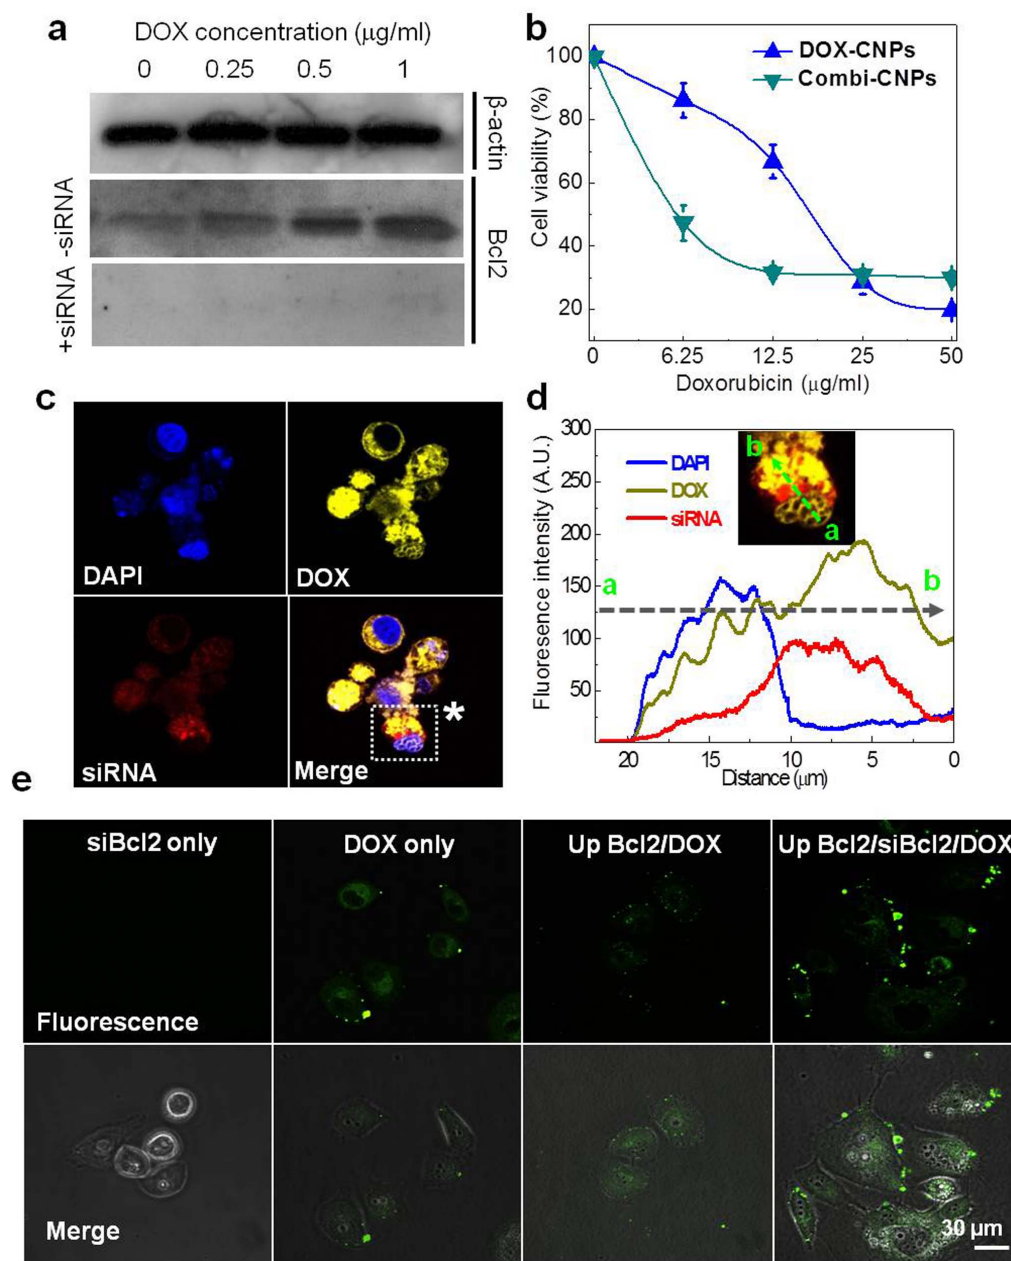 a
DOX concentration (μg/ml)
0 0.25 0.5 1
β-actin
-siRNA
+siRNA
Bcl2
b
DOX-CNPs
Combi-CNPs
Cell viability (%)
100
80
60
40
20
0 6.25 12.5 25 50
Doxorubicin (μg/ml)
c
DAPI
DOX
siRNA
Merge
*
d
Fluoresence intensity (A.U.)
300
250
200
150
100
50
DAPI
DOX
siRNA
b
a
a
b
20 15 10 5 0
Distance(μm)
e
siBcl2 only
DOX only
Up Bcl2/DOX
Up Bcl2/siBcl2/DOX
Fluorescence
Merge
30 μm